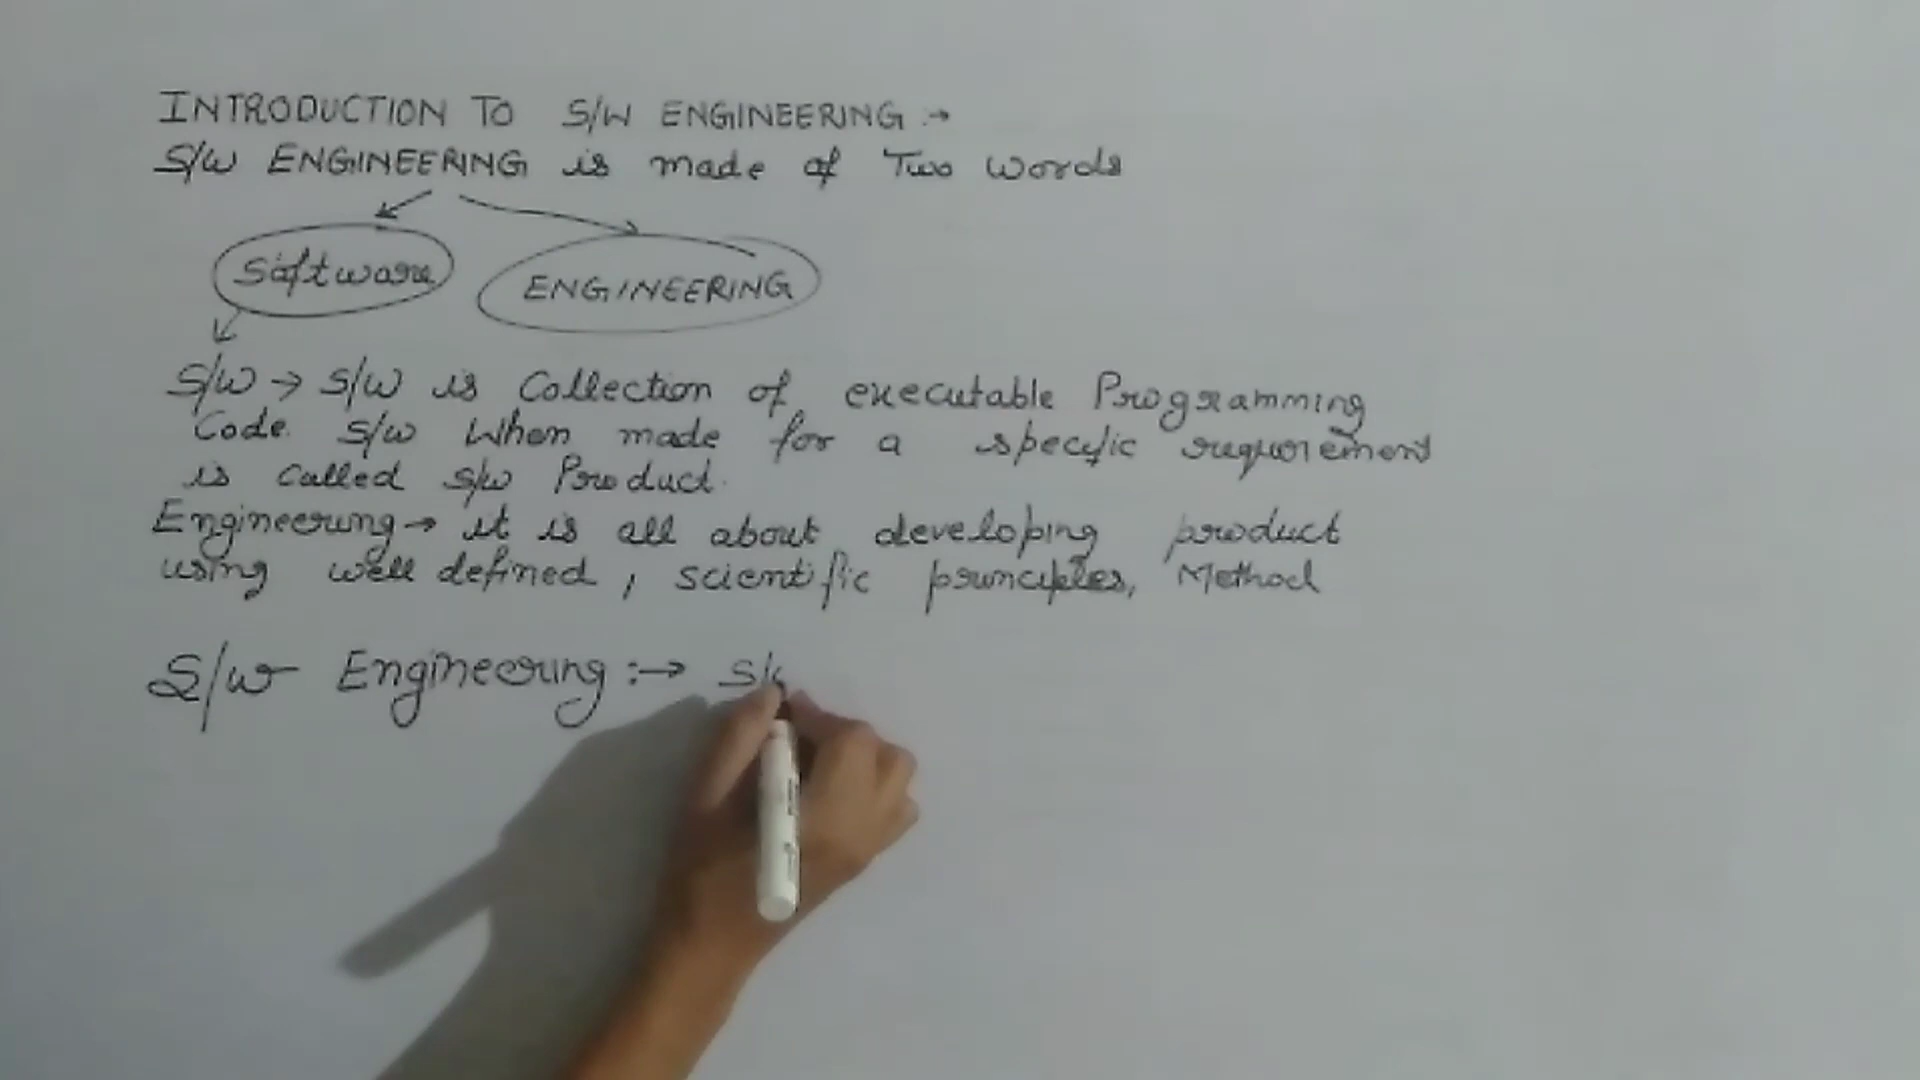 INTRODUCTION TO S/W ENGINEERING :→
S/W ENGINEERING is made of Two words
Software
ENGINEERING
S/W → S/W is Collection of executable Programming
Code. S/W When made for a specific requirement
is called s/w Product.
Engineering → it is all about developing product
using well defined, scientific principles, Method
S/w Engineering :→ S/w